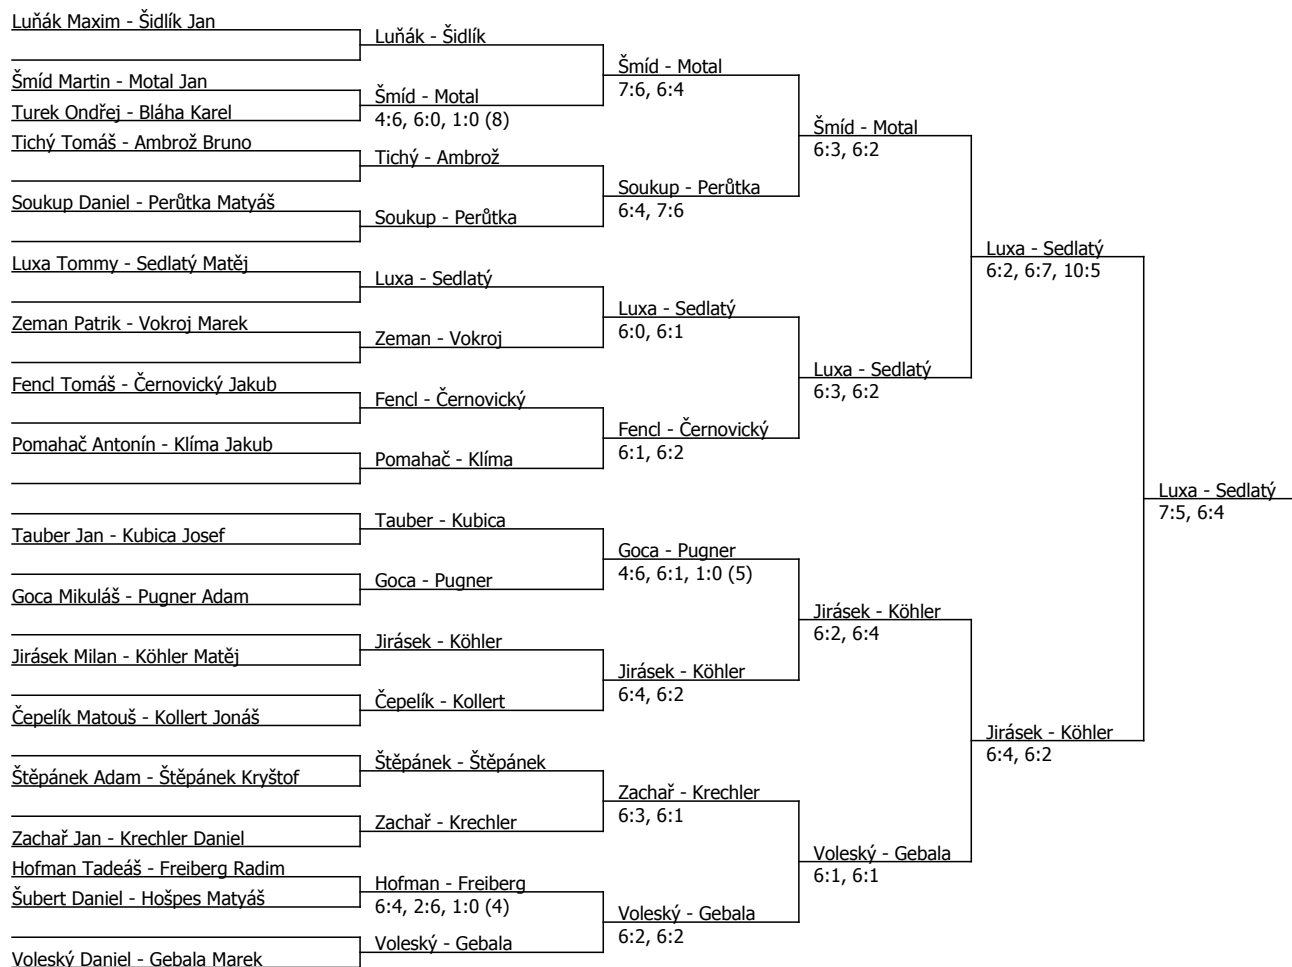 Luňák Maxim - Šidlík Jan
Šmíd Martin - Motal Jan
Turek Ondřej - Bláha Karel
Tichý Tomáš - Ambrož Bruno
Soukup Daniel - Perůtka Matyáš
Luxa Tommy - Sedlatý Matěj
Zeman Patrik - Vokroj Marek
Fencl Tomáš - Černovický Jakub
Pomahač Antonín - Klíma Jakub
Tauber Jan - Kubica Josef
Goca Mikuláš - Pugner Adam
Jirásek Milan - Köhler Matěj
Čepelík Matouš - Kollert Jonáš
Štěpánek Adam - Štěpánek Kryštof
Zachař Jan - Krechler Daniel
Hofman Tadeáš - Freiberg Radim
Šubert Daniel - Hošpes Matyáš
Voleský Daniel - Gebala Marek
Luňák - Šidlík
Šmíd - Motal
4:6, 6:0, 1:0 (8)
Tichý - Ambrož
Soukup - Perůtka
Luxa - Sedlatý
Zeman - Vokroj
Fencl - Černovický
Pomahač - Klíma
Tauber - Kubica
Goca - Pugner
Jirásek - Köhler
Čepelík - Kollert
Štěpánek - Štěpánek
Zachař - Krechler
Hofman - Freiberg
6:4, 2:6, 1:0 (4)
Voleský - Gebala
Šmíd - Motal
7:6, 6:4
Soukup - Perůtka
6:4, 7:6
Luxa - Sedlatý
6:0, 6:1
Fencl - Černovický
6:1, 6:2
Goca - Pugner
4:6, 6:1, 1:0 (5)
Jirásek - Köhler
6:4, 6:2
Zachař - Krechler
6:3, 6:1
Voleský - Gebala
6:2, 6:2
Šmíd - Motal
6:3, 6:2
Luxa - Sedlatý
6:3, 6:2
Jirásek - Köhler
6:2, 6:4
Voleský - Gebala
6:1, 6:1
Luxa - Sedlatý
6:2, 6:7, 10:5
Jirásek - Köhler
6:4, 6:2
Luxa - Sedlatý
7:5, 6:4